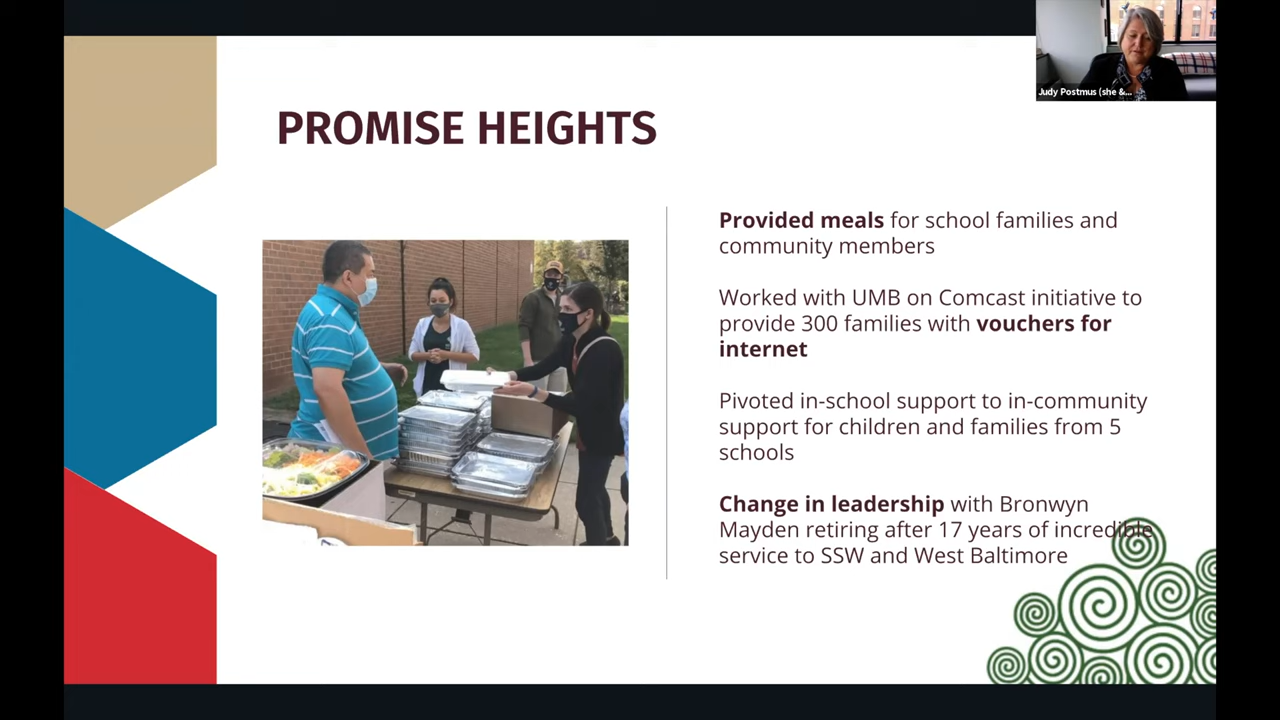 Judy Postmus (she &...
PROMISE HEIGHTS
Provided meals for school families and
community members
Worked with UMB on Comcast initiative to
provide 300 families with vouchers for
internet
Pivoted in-school support to in-community
support for children and families from 5
schools
Change in leadership with Bronwyn
Mayden retiring after 17 years of incredible
service to SSW and West Baltimore